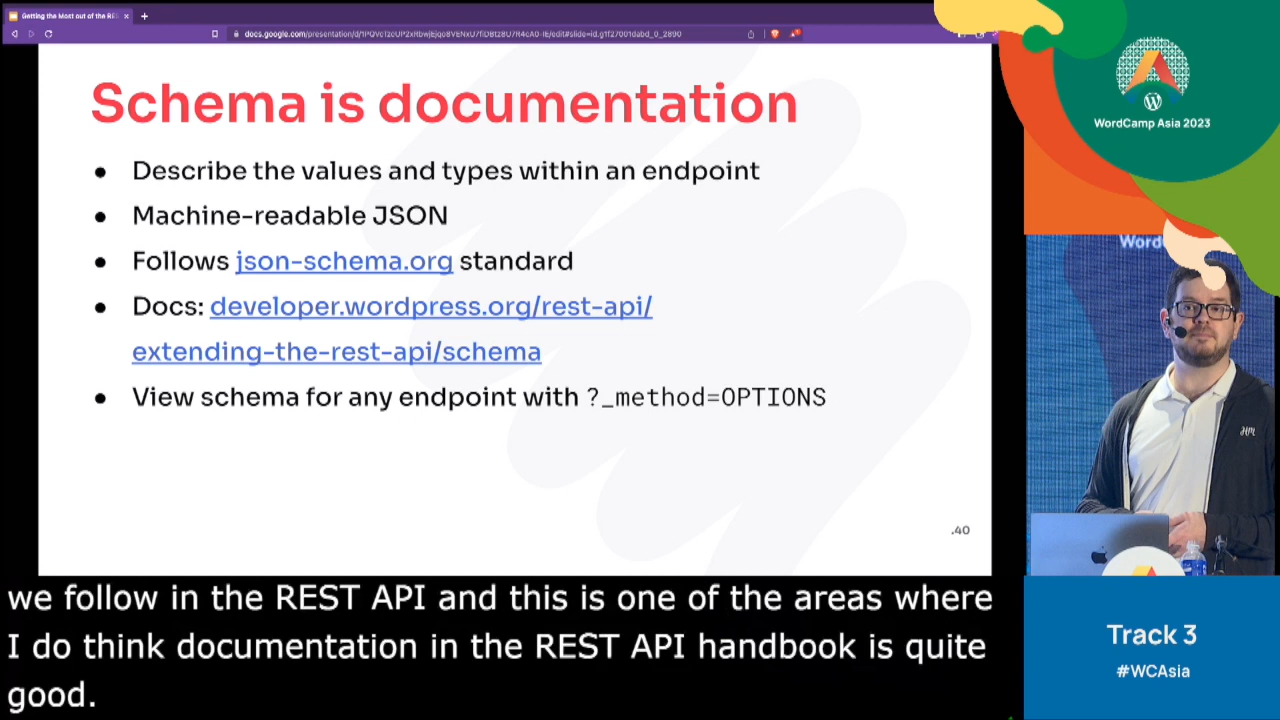 Getting the Most out of the RES
docs.google.com/presentation/d/
Schema is documentation
● Describe the values and types within an endpoint
● Machine-readable JSON
● Follows json-schema.org standard
● Docs: developer.wordpress.org/rest-api/
extending-the-rest-api/schema
● View schema for any endpoint with ?_method=OPTIONS
.40
we follow in the REST API and this is one of the areas where
I do think documentation in the REST API handbook is quite
good.
WordCamp Asia 2023
Word
HM
Track 3
#WCAsia